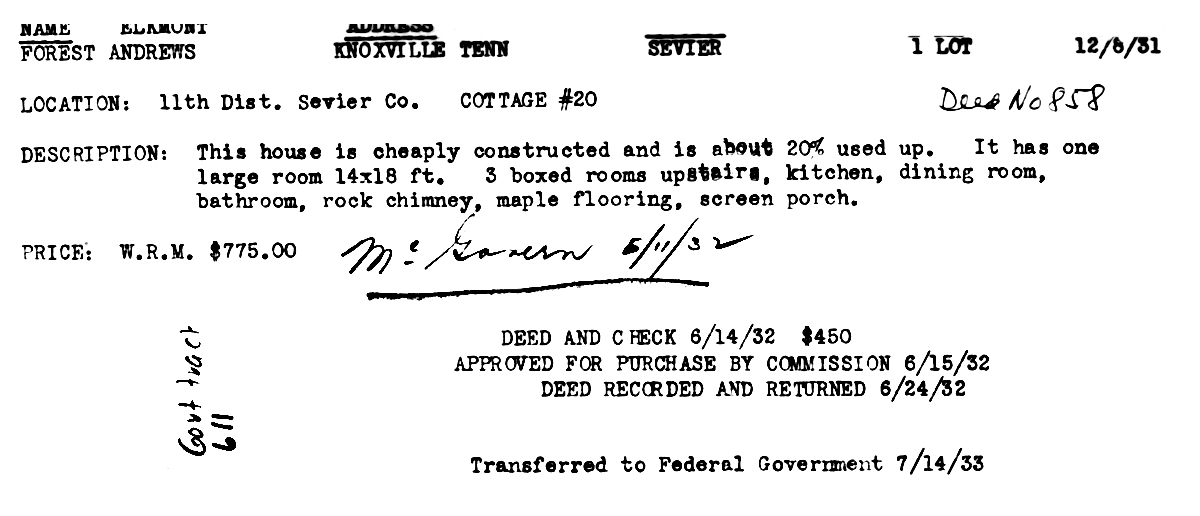 NAME ELKMONT ADDRESS
FOREST ANDREWS KNOXVILLE TENN SEVIER 1 LOT 12/8/31
LOCATION: 11th Dist. Sevier Co. COTTAGE #20 Deed No 858
DESCRIPTION: This house is cheaply constructed and is about 20% used up. It has one
large room 14x18 ft. 3 boxed rooms upstairs, kitchen, dining room,
bathroom, rock chimney, maple flooring, screen porch.
PRICE: W.R.M. $775.00 McGovern 6/11/32
DEED AND CHECK 6/14/32 $450
APPROVED FOR PURCHASE BY COMMISSION 6/15/32
DEED RECORDED AND RETURNED 6/24/32
Govt tract
611
Transferred to Federal Government 7/14/33